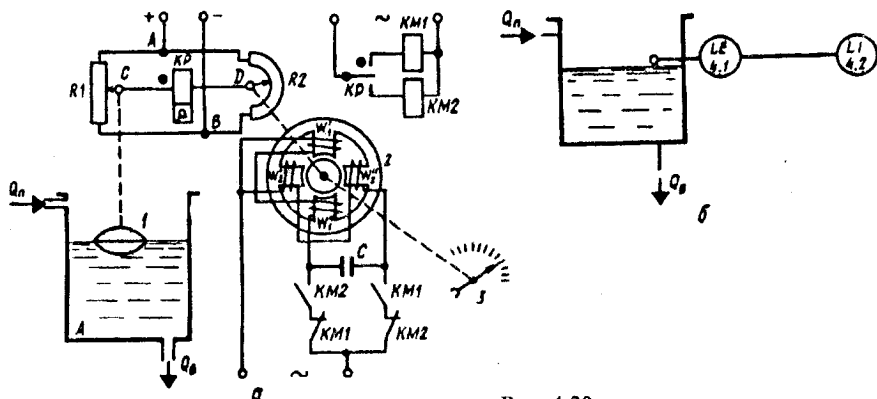 +
-
A
KP
R1
C
D
R2
P
B
~
KM1
KP
KM2
Qп
LE
4.1
LI
4.2
Qв
б
W₁'
W₂'
W₂''
W₁''
2
Qп
1
A
Qв
C
KM2
KM1
KM1
KM2
3
~
а